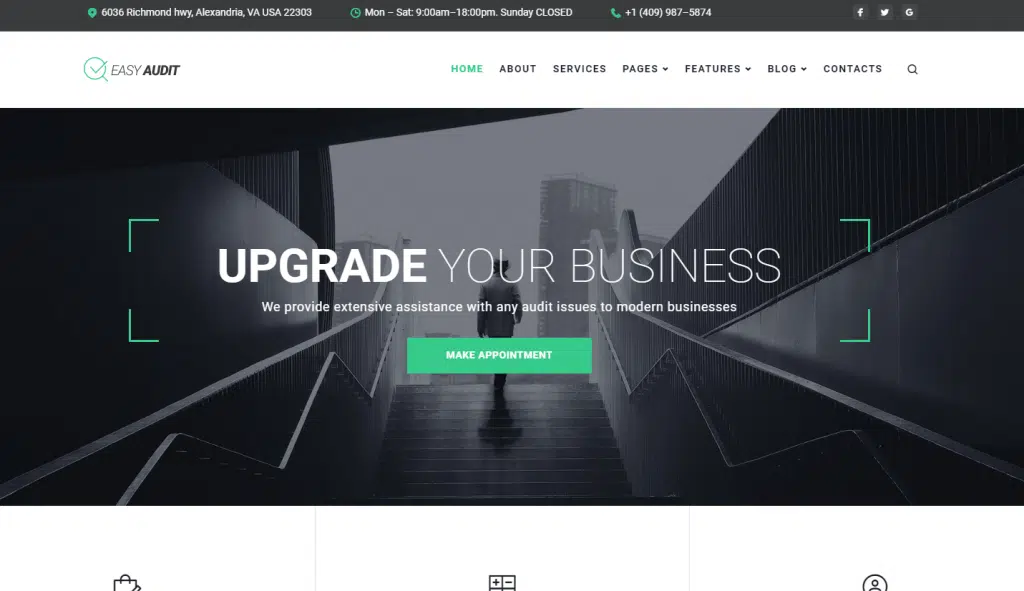 6036 Richmond hwy, Alexandria, VA USA 22303
Mon – Sat: 9:00am–18:00pm. Sunday CLOSED
+1 (409) 987–5874
EASY AUDIT
HOME ABOUT SERVICES PAGES FEATURES BLOG CONTACTS
UPGRADE YOUR BUSINESS
We provide extensive assistance with any audit issues to modern businesses
MAKE APPOINTMENT